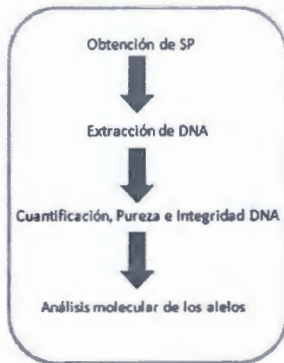 Obtención de SP
Extracción de DNA
Cuantificación, Pureza e Integridad DNA
Análisis molecular de los alelos